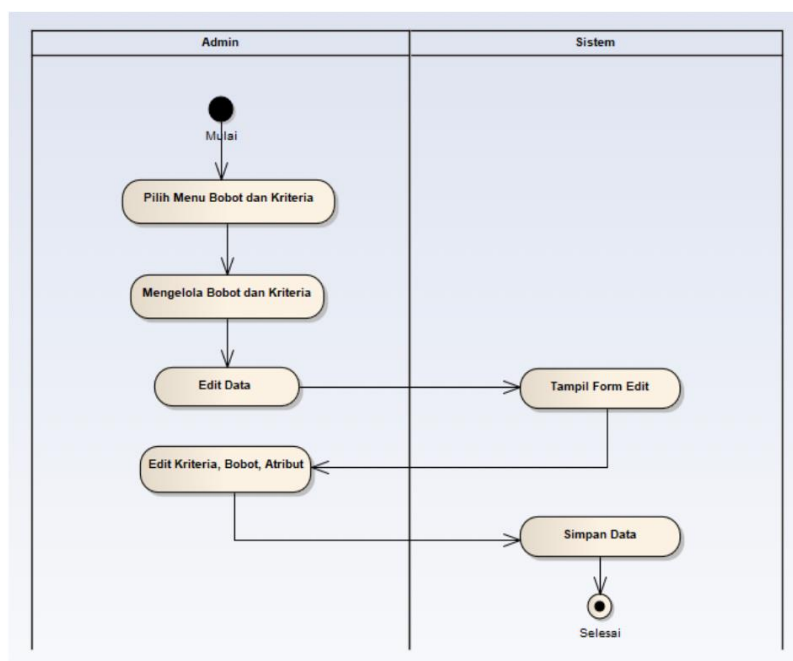 Admin
Sistem
Mulai
Pilih Menu Bobot dan Kriteria
Mengelola Bobot dan Kriteria
Edit Data
Tampil Form Edit
Edit Kriteria, Bobot, Atribut
Simpan Data
Selesai